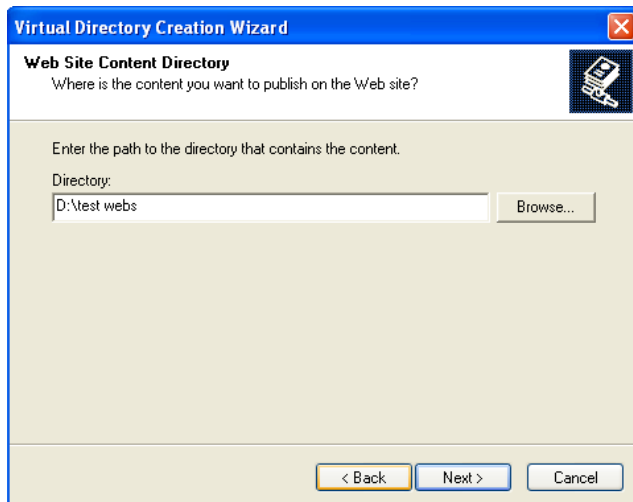 Virtual Directory Creation Wizard
Web Site Content Directory
Where is the content you want to publish on the Web site?
Enter the path to the directory that contains the content.
Directory:
D:\test webs
Browse...
< Back
Next >
Cancel